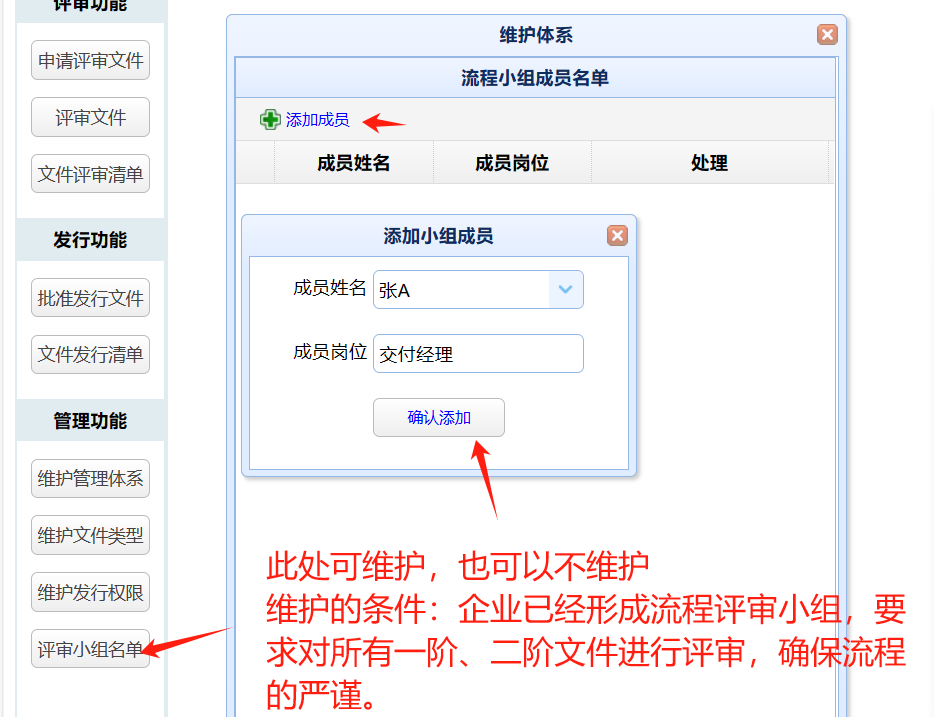 评审功能
申请评审文件
评审文件
文件评审清单
发行功能
批准发行文件
文件发行清单
管理功能
维护管理体系
维护文件类型
维护发行权限
评审小组名单
维护体系
流程小组成员名单
添加成员
成员姓名 成员岗位 处理
添加小组成员
成员姓名 张A
成员岗位 交付经理
确认添加
此处可维护，也可以不维护
维护的条件：企业已经形成流程评审小组，要
求对所有一阶、二阶文件进行评审，确保流程
的严谨。